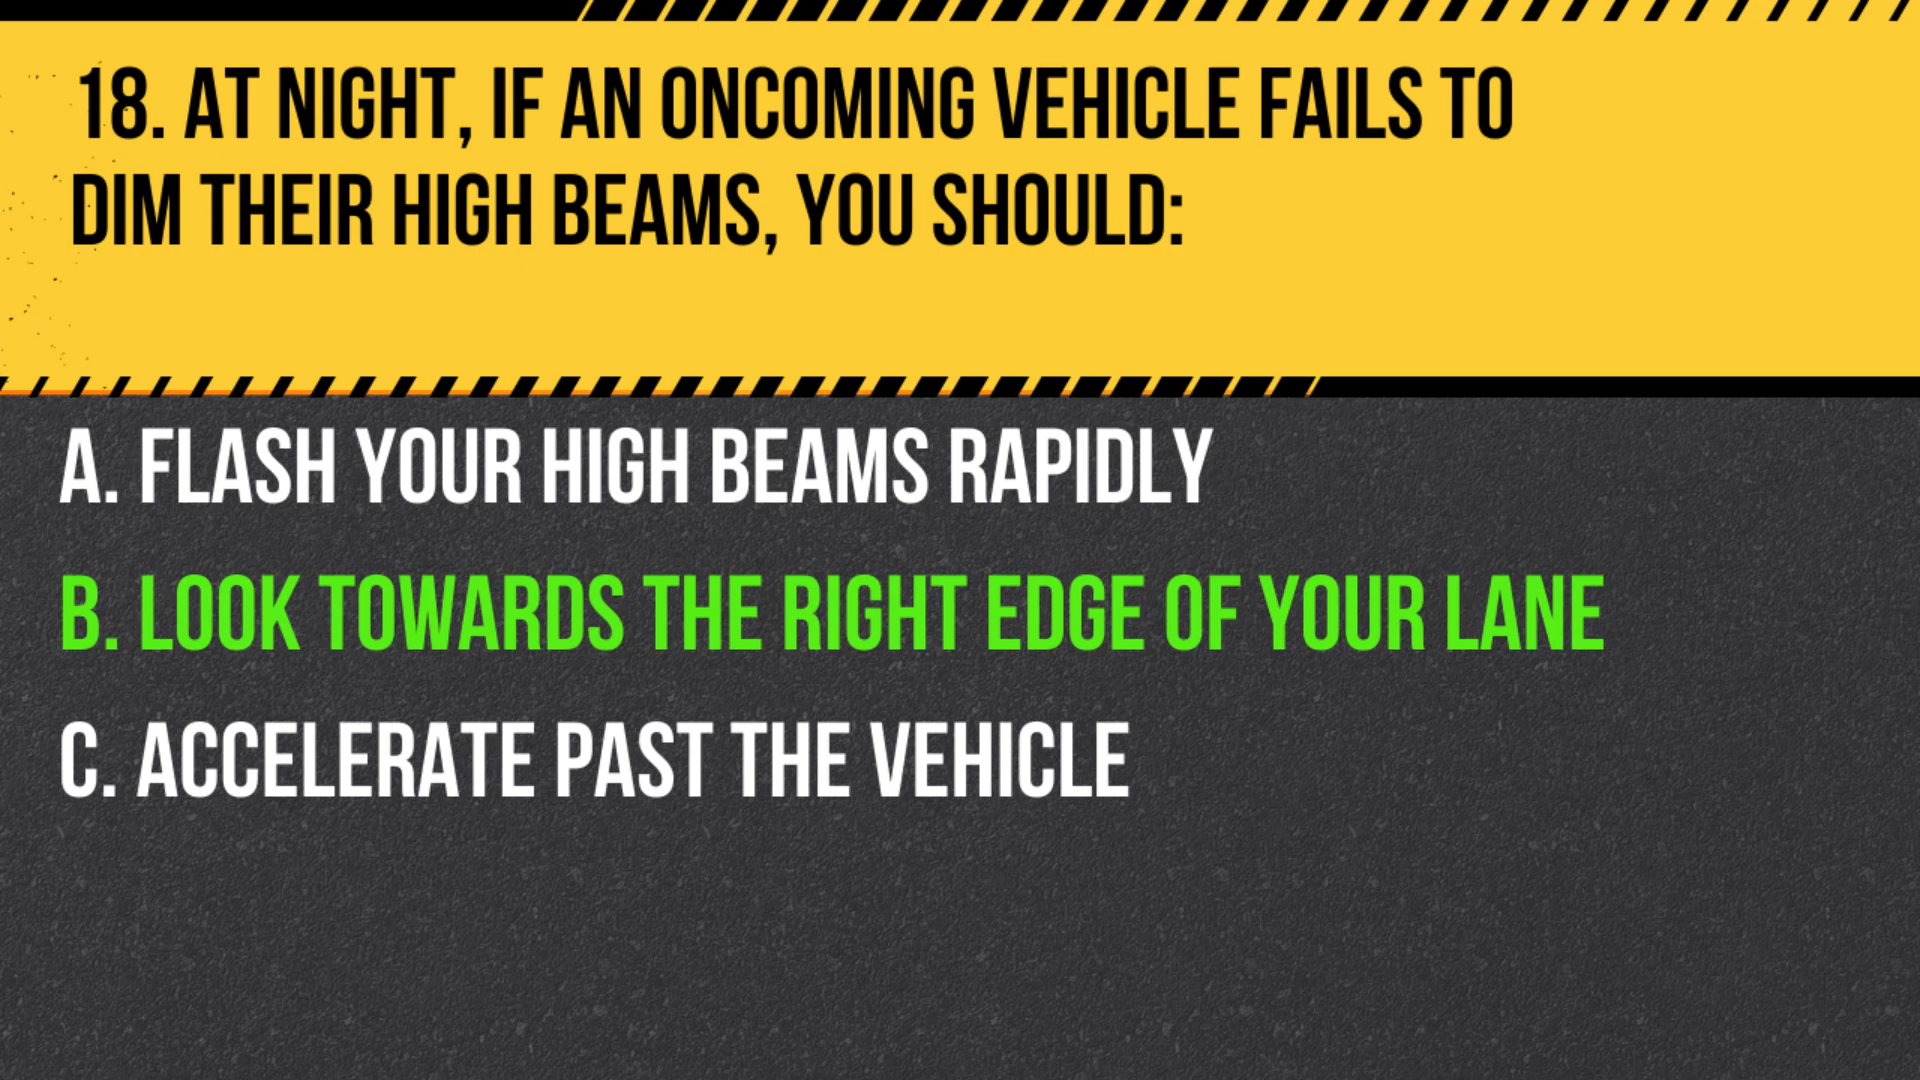 18. AT NIGHT, IF AN ONCOMING VEHICLE FAILS TO
DIM THEIR HIGH BEAMS, YOU SHOULD:
A. FLASH YOUR HIGH BEAMS RAPIDLY
B. LOOK TOWARDS THE RIGHT EDGE OF YOUR LANE
C. ACCELERATE PAST THE VEHICLE